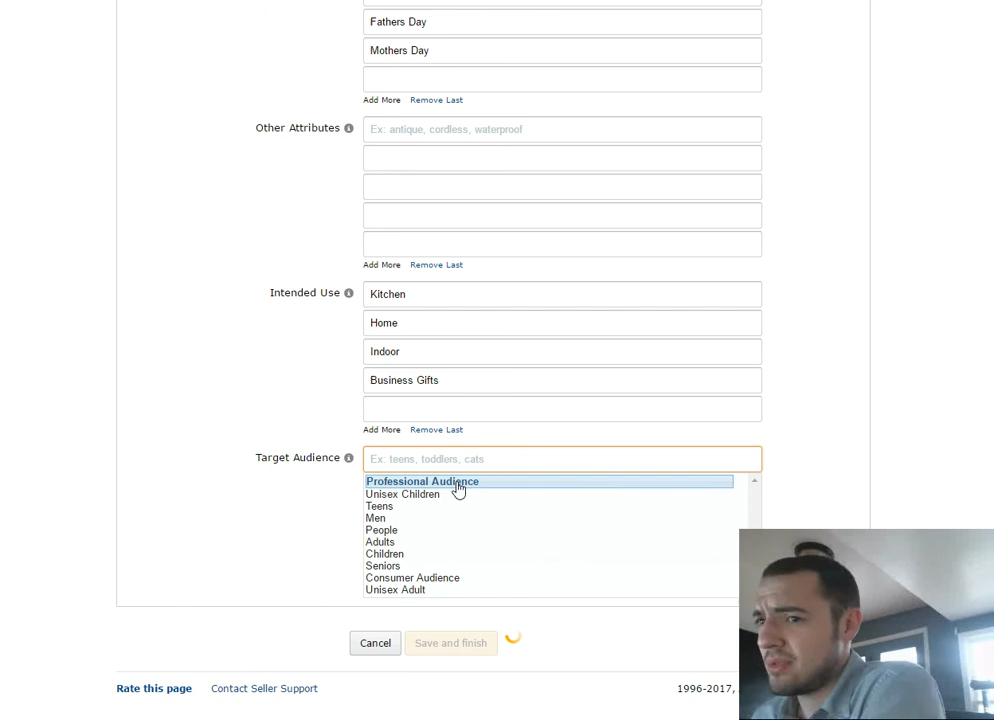 Fathers Day
Mothers Day
Add More Remove Last
Other Attributes Ex: antique, cordless, waterproof
Add More Remove Last
Intended Use Kitchen
Home
Indoor
Business Gifts
Add More Remove Last
Target Audience Ex: teens, toddlers, cats
Professional Audience
Unisex Children
Teens
Men
People
Adults
Children
Seniors
Consumer Audience
Unisex Adult
Cancel Save and finish
Rate this page Contact Seller Support 1996-2017,